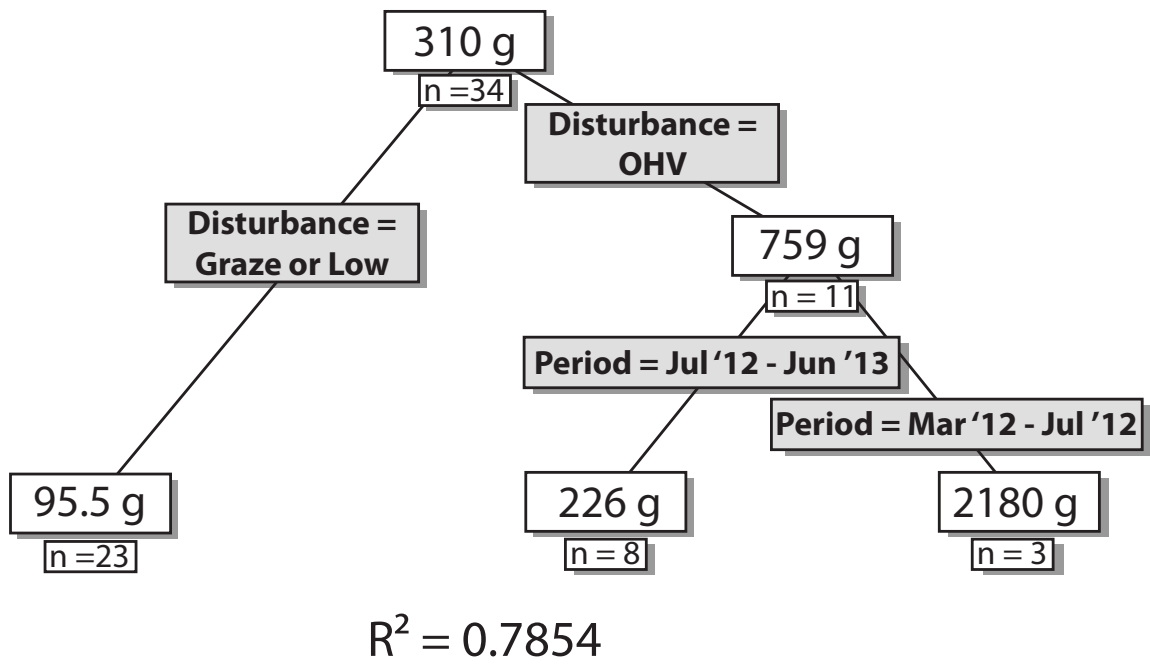 310 g
n =34
Disturbance =
OHV
Disturbance =
Graze or Low
759 g
n = 11
Period = Jul ‘12 - Jun ’13
Period = Mar ‘12 - Jul ’12
95.5 g
n =23
226 g
n = 8
2180 g
n = 3
R² = 0.7854